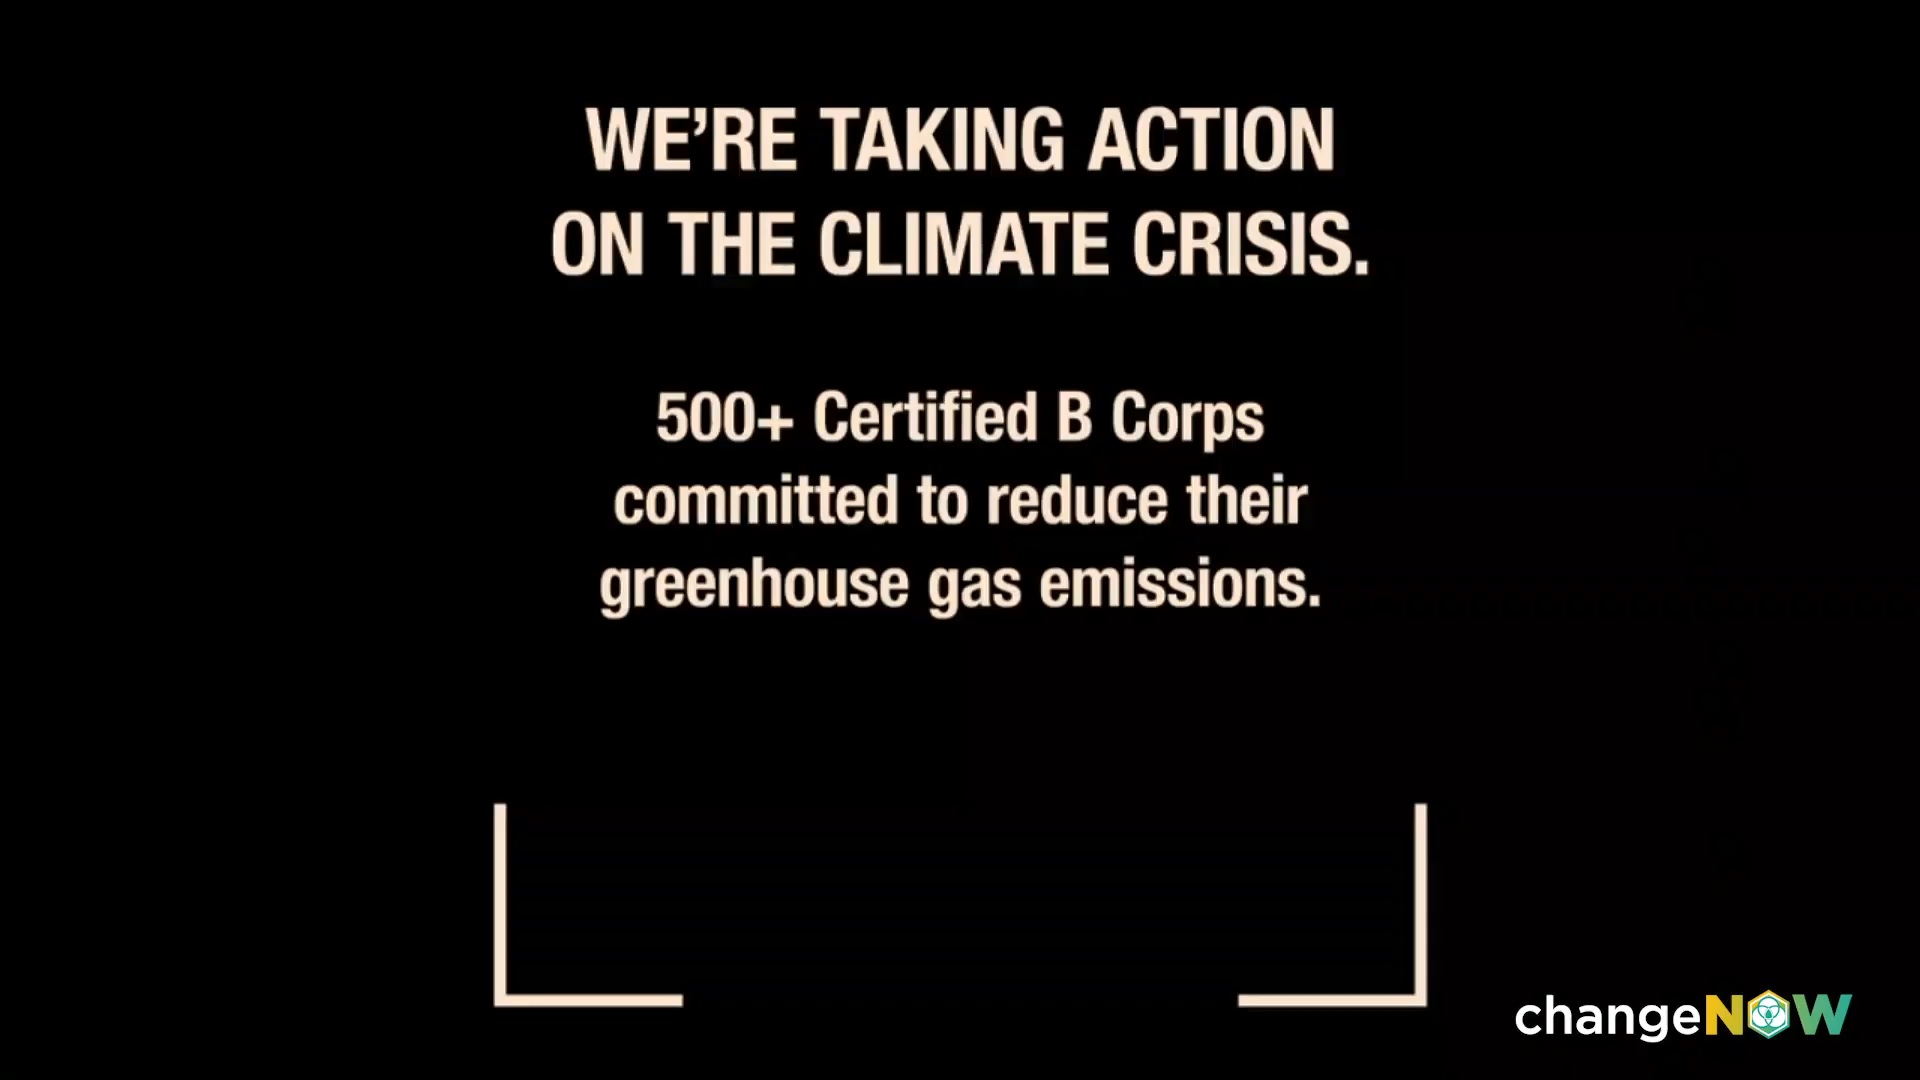 WE’RE TAKING ACTION
ON THE CLIMATE CRISIS.
500+ Certified B Corps
committed to reduce their
greenhouse gas emissions.
changeNOW